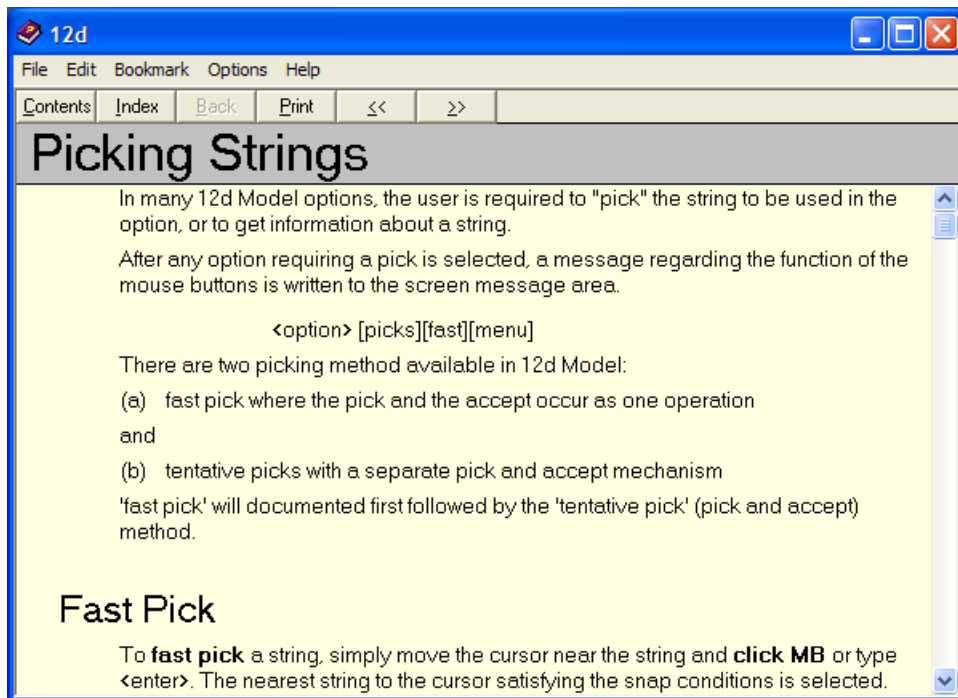 12d
File Edit Bookmark Options Help
Contents Index Back Print << >>
Picking Strings
In many 12d Model options, the user is required to "pick" the string to be used in the
option, or to get information about a string.
After any option requiring a pick is selected, a message regarding the function of the
mouse buttons is written to the screen message area.
<option> [picks][fast][menu]
There are two picking method available in 12d Model:
(a) fast pick where the pick and the accept occur as one operation
and
(b) tentative picks with a separate pick and accept mechanism
'fast pick' will documented first followed by the 'tentative pick' (pick and accept)
method.
Fast Pick
To fast pick a string, simply move the cursor near the string and click MB or type
<enter>. The nearest string to the cursor satisfying the snap conditions is selected.